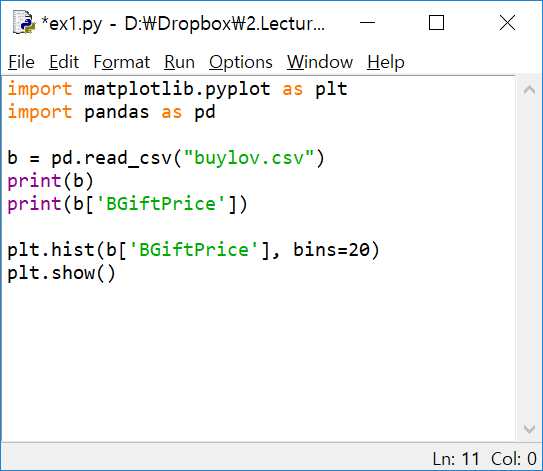 *ex1.py - D:₩Dropbox₩2.Lectur...
File Edit Format Run Options Window Help
import matplotlib.pyplot as plt
import pandas as pd
b = pd.read_csv("buylov.csv")
print(b)
print(b['BGiftPrice'])
plt.hist(b['BGiftPrice'], bins=20)
plt.show()
Ln: 11 Col: 0